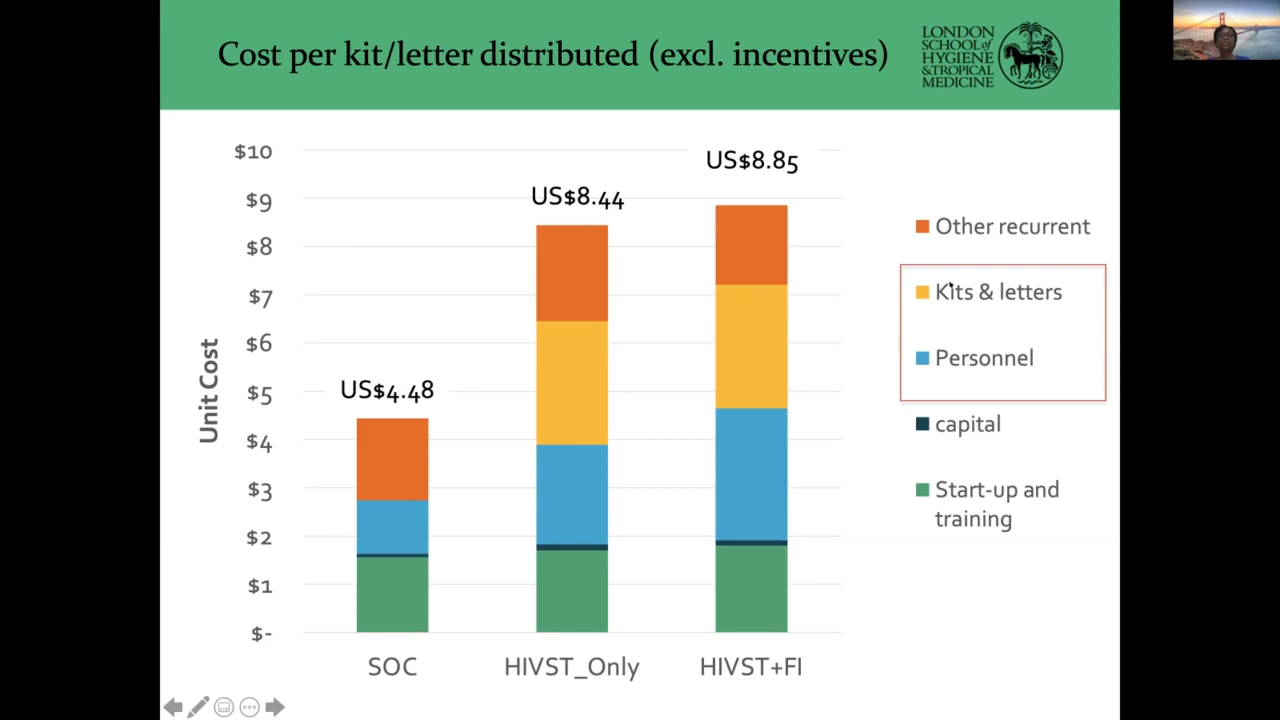 Cost per kit/letter distributed (excl. incentives)
LONDON
SCHOOL of
HYGIENE
& TROPICAL
MEDICINE
$10
$9
$8
$7
$6
$5
$4
$3
$2
$1
$-
Unit Cost
US$4.48
US$8.44
US$8.85
SOC
HIVST_Only
HIVST+FI
Other recurrent
Kits & letters
Personnel
capital
Start-up and
training